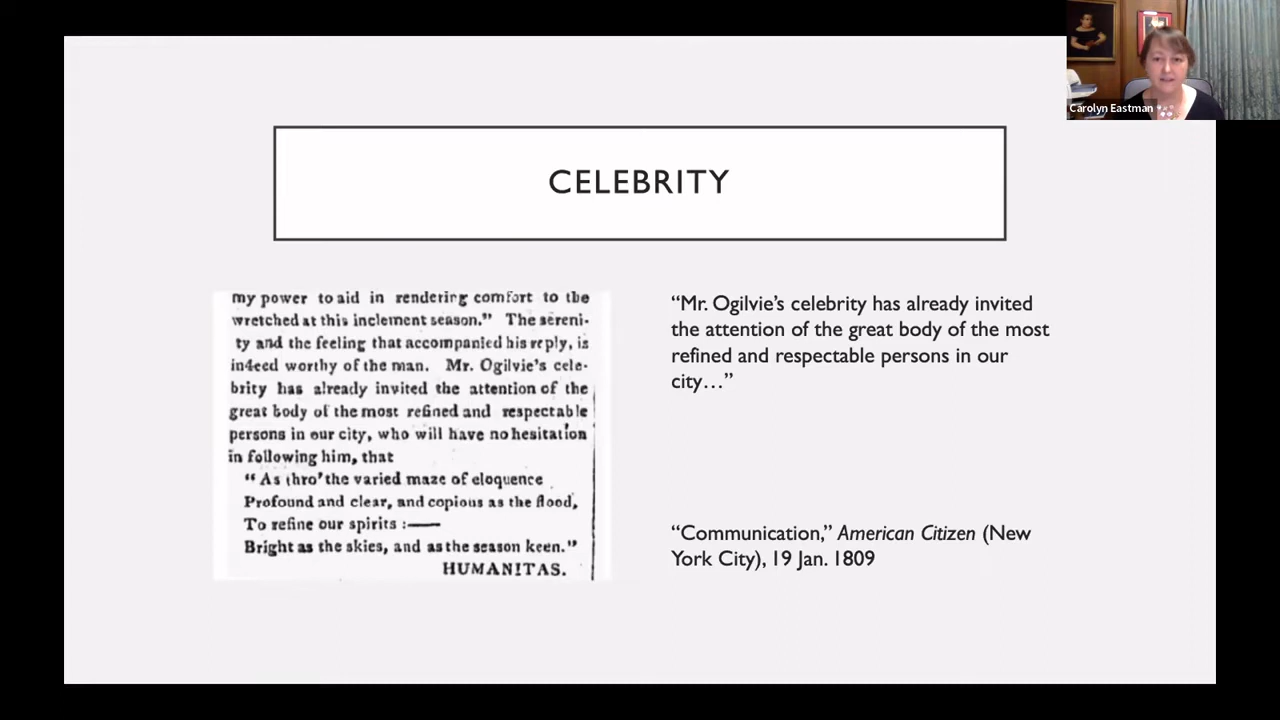 Carolyn Eastman
CELEBRITY
my power to aid in rendering comfort to the
wretched at this inclement season." The sereni-
ty and the feeling that accompanied his reply, is
indeed worthy of the man. Mr. Ogilvie's cele-
brity has already invited the attention of the
great body of the most refined and respectable
persons in our city, who will have no hesitation
in following him, that
" As thro' the varied maze of eloquence
Profound and clear, and copious as the flood,
To refine our spirits :——
Bright as the skies, and as the season keen."
HUMANITAS.
“Mr. Ogilvie’s celebrity has already invited
the attention of the great body of the most
refined and respectable persons in our
city…”
“Communication,” American Citizen (New
York City), 19 Jan. 1809